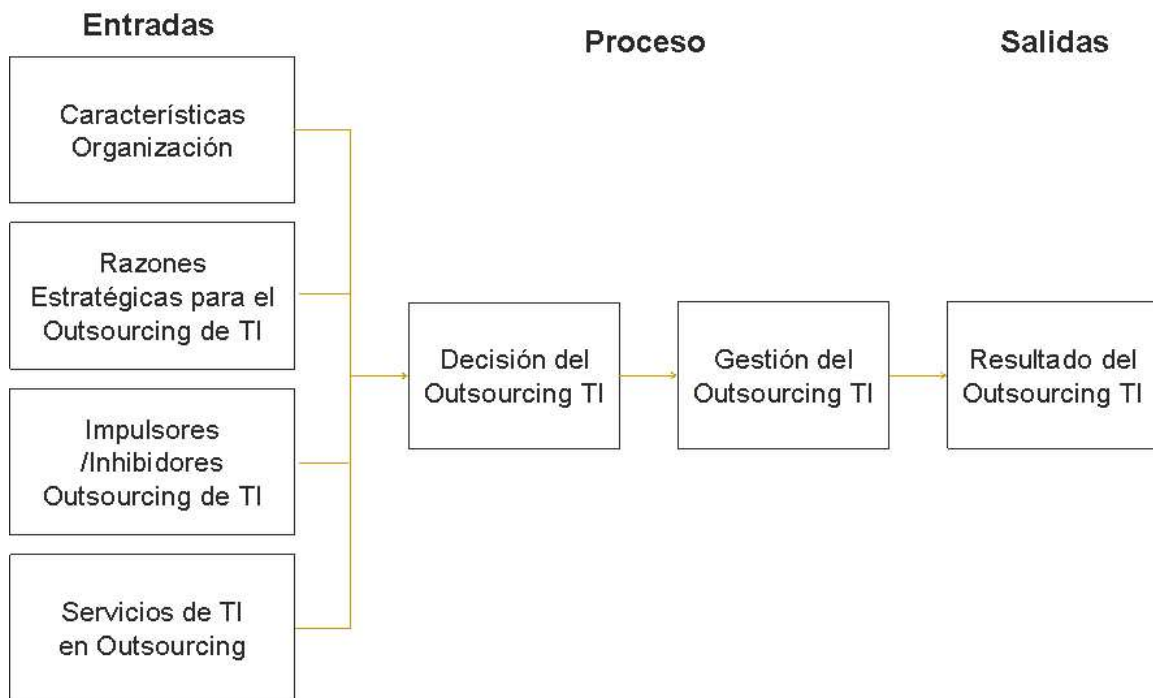 Entradas
Proceso
Salidas
Característícas
Organización
Razones
Estratégicas para el
Outsourcing de TI
Impulsores
/Inhibidores
Outsourcing de TI
Servicios de TI
en Outsourcing
Decisión del
Outsourcing TI
Gestión del
Outsourcing TI
Resultado del
Outsourcing TI